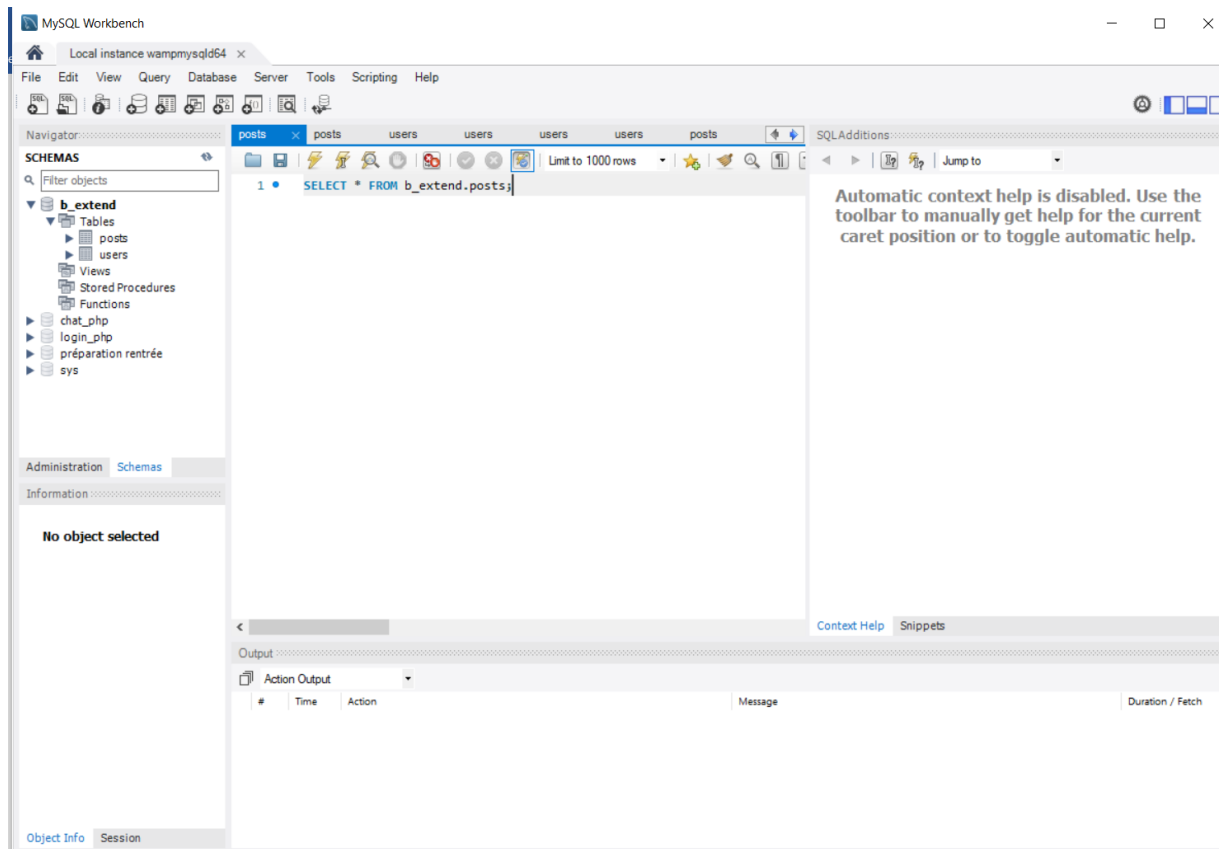 MySQL Workbench
Local instance wampmysqld64
File Edit View Query Database Server Tools Scripting Help
Navigator
SCHEMAS
Filter objects
b_extend
Tables
posts
users
Views
Stored Procedures
Functions
chat_php
login_php
préparation rentrée
sys
Administration Schemas
Information
No object selected
Object Info Session
posts posts users users users users posts
Limit to 1000 rows
1 SELECT * FROM b_extend.posts;
SQLAdditions
Jump to
Automatic context help is disabled. Use the
toolbar to manually get help for the current
caret position or to toggle automatic help.
Context Help Snippets
Output
Action Output
# Time Action Message Duration / Fetch